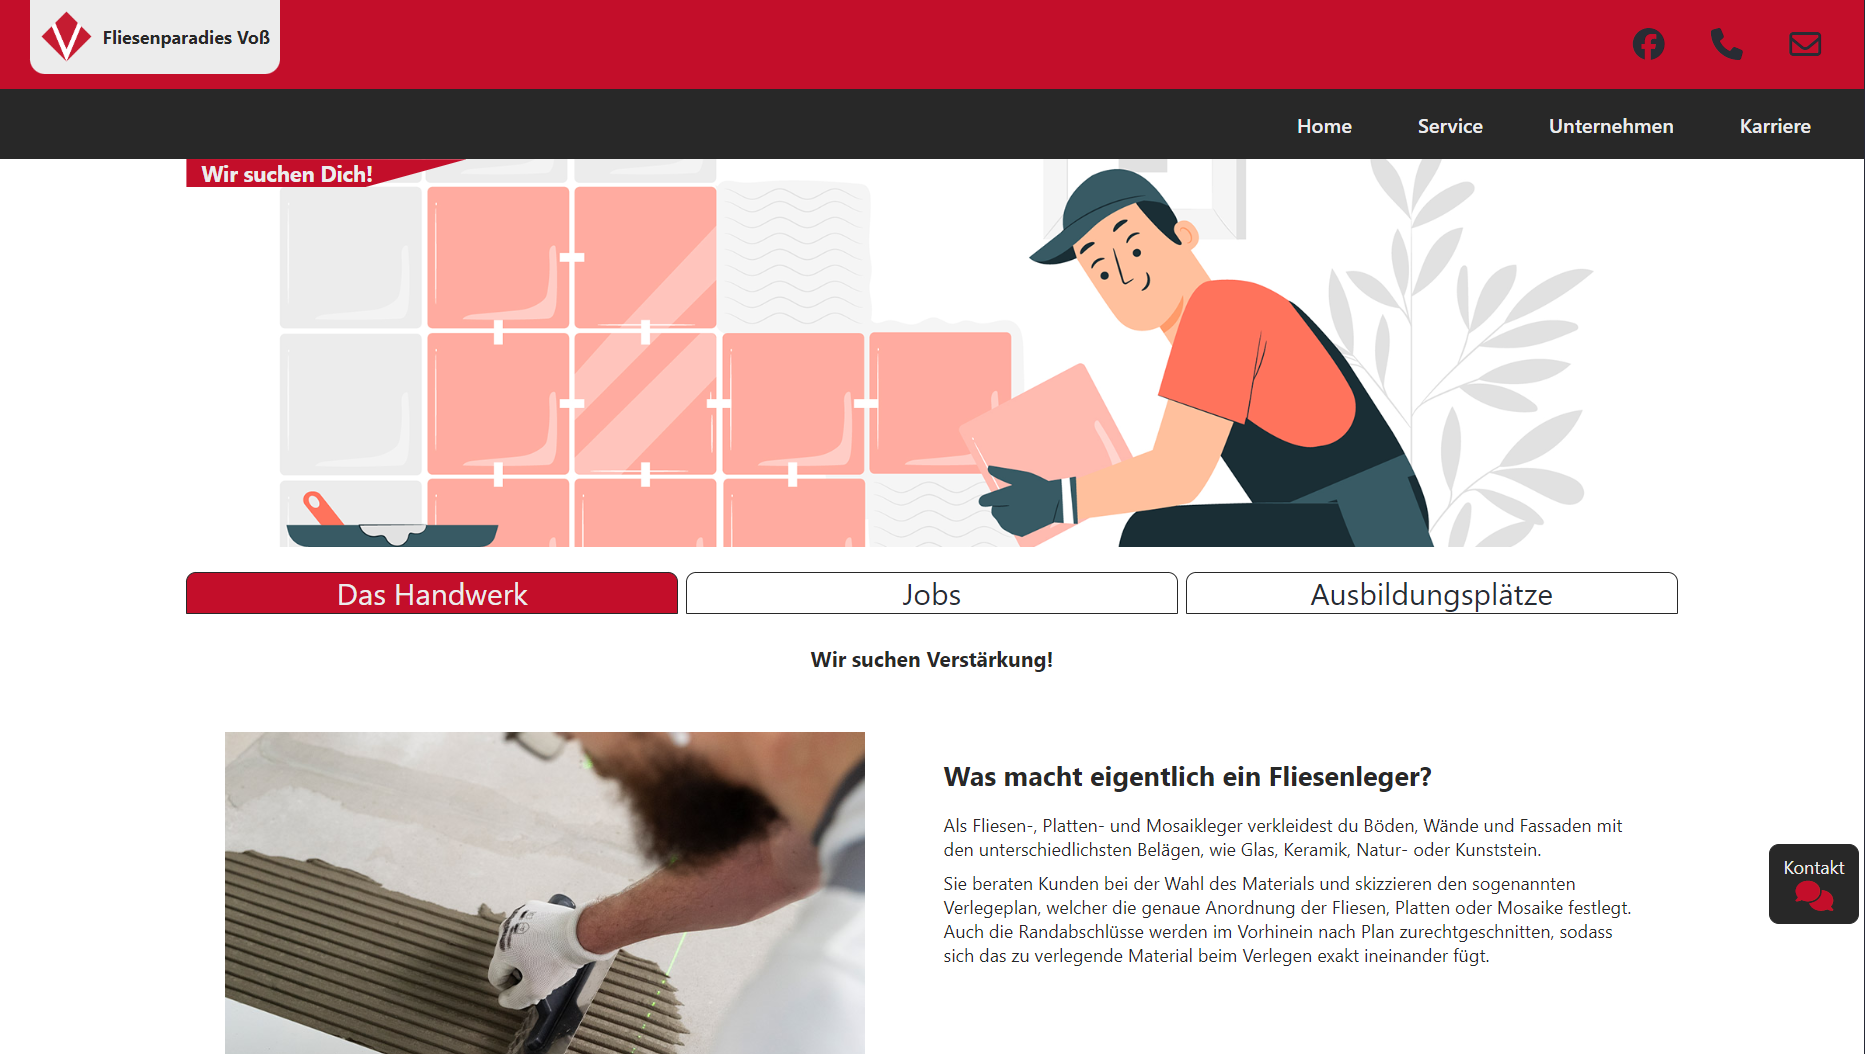 Fliesenparadies Voß
Home
Service
Unternehmen
Karriere
Wir suchen Dich!
Das Handwerk
Jobs
Ausbildungsplätze
Wir suchen Verstärkung!
Was macht eigentlich ein Fliesenleger?
Als Fliesen-, Platten- und Mosaikleger verkleidest du Böden, Wände und Fassaden mit
den unterschiedlichsten Belägen, wie Glas, Keramik, Natur- oder Kunststein.
Sie beraten Kunden bei der Wahl des Materials und skizzieren den sogenannten
Verlegeplan, welcher die genaue Anordnung der Fliesen, Platten oder Mosaike festlegt.
Auch die Randabschlüsse werden im Vorhinein nach Plan zurechtgeschnitten, sodass
sich das zu verlegende Material beim Verlegen exakt ineinander fügt.
Kontakt